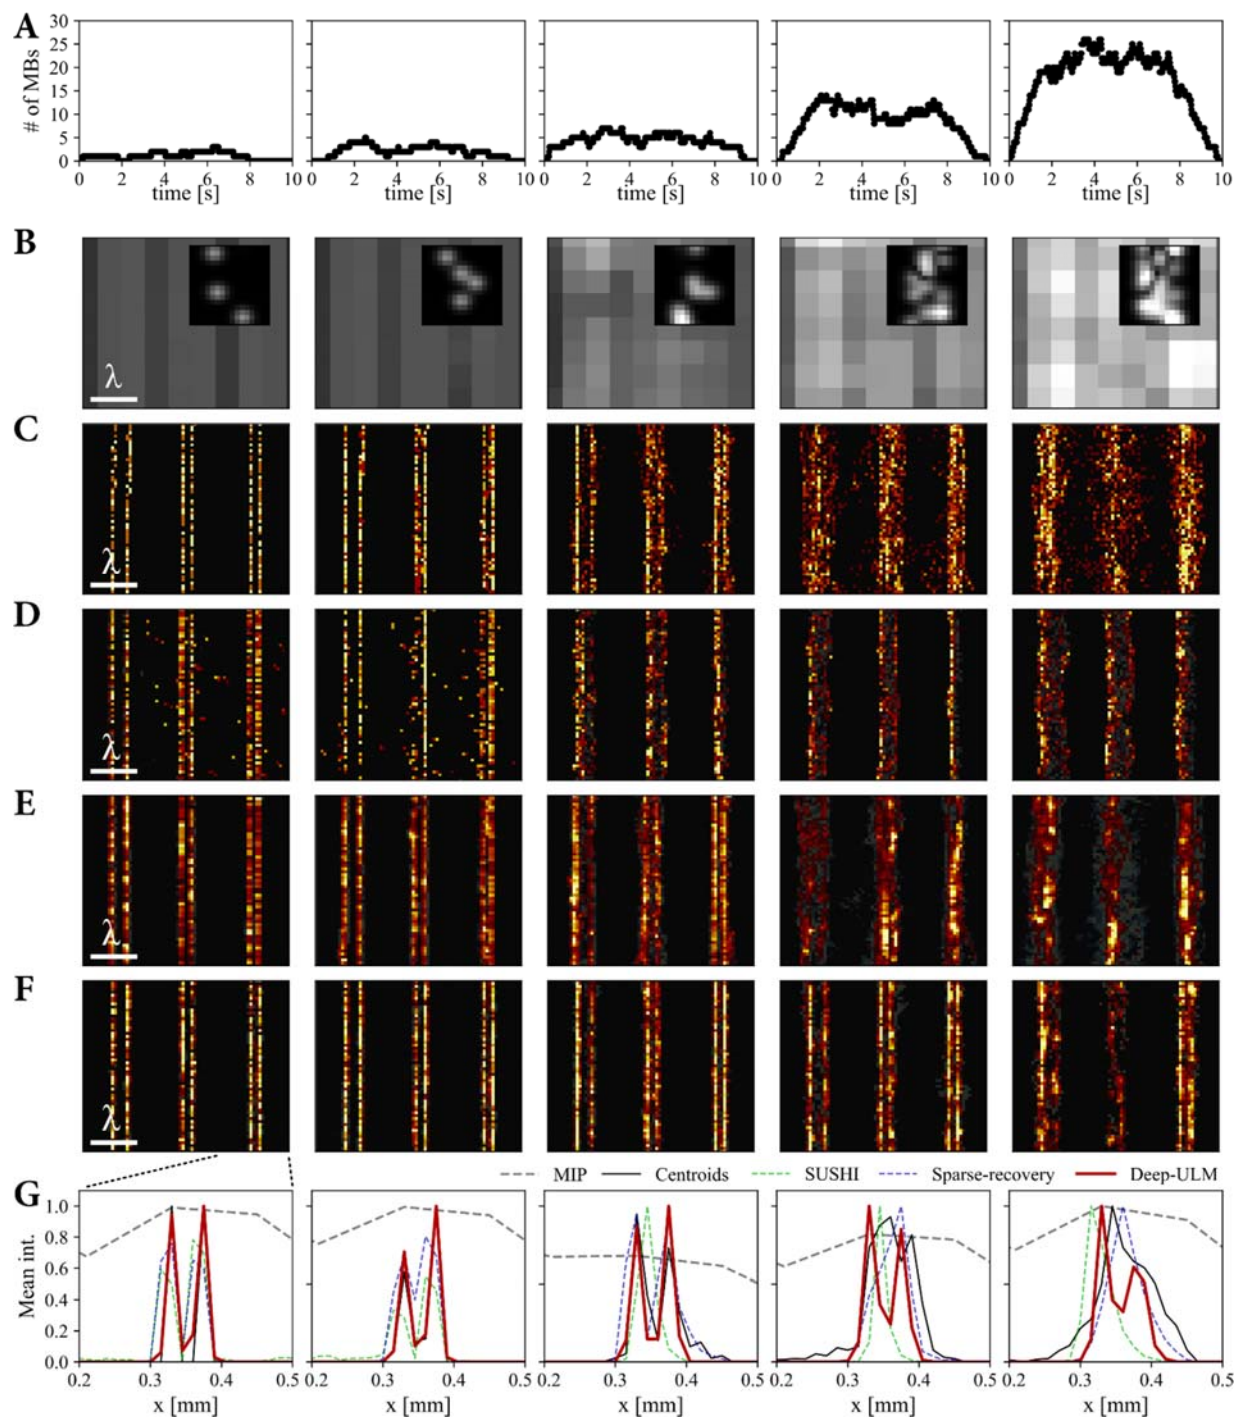 A
30
25
20
15
10
5
0
# of MBs
0 2 4 6 8 10 0 2 4 6 8 10 0 2 4 6 8 10 0 2 4 6 8 10 0 2 4 6 8 10
time [s] time [s] time [s] time [s] time [s]
B
λ
C
λ
D
λ
E
λ
F
λ
MIP Centroids SUSHI Sparse-recovery Deep-ULM
G
1.0
0.8
0.6
0.4
0.2
0.0
Mean int.
0.2 0.3 0.4 0.5 0.2 0.3 0.4 0.5 0.2 0.3 0.4 0.5 0.2 0.3 0.4 0.5 0.2 0.3 0.4 0.5
x [mm] x [mm] x [mm] x [mm] x [mm]